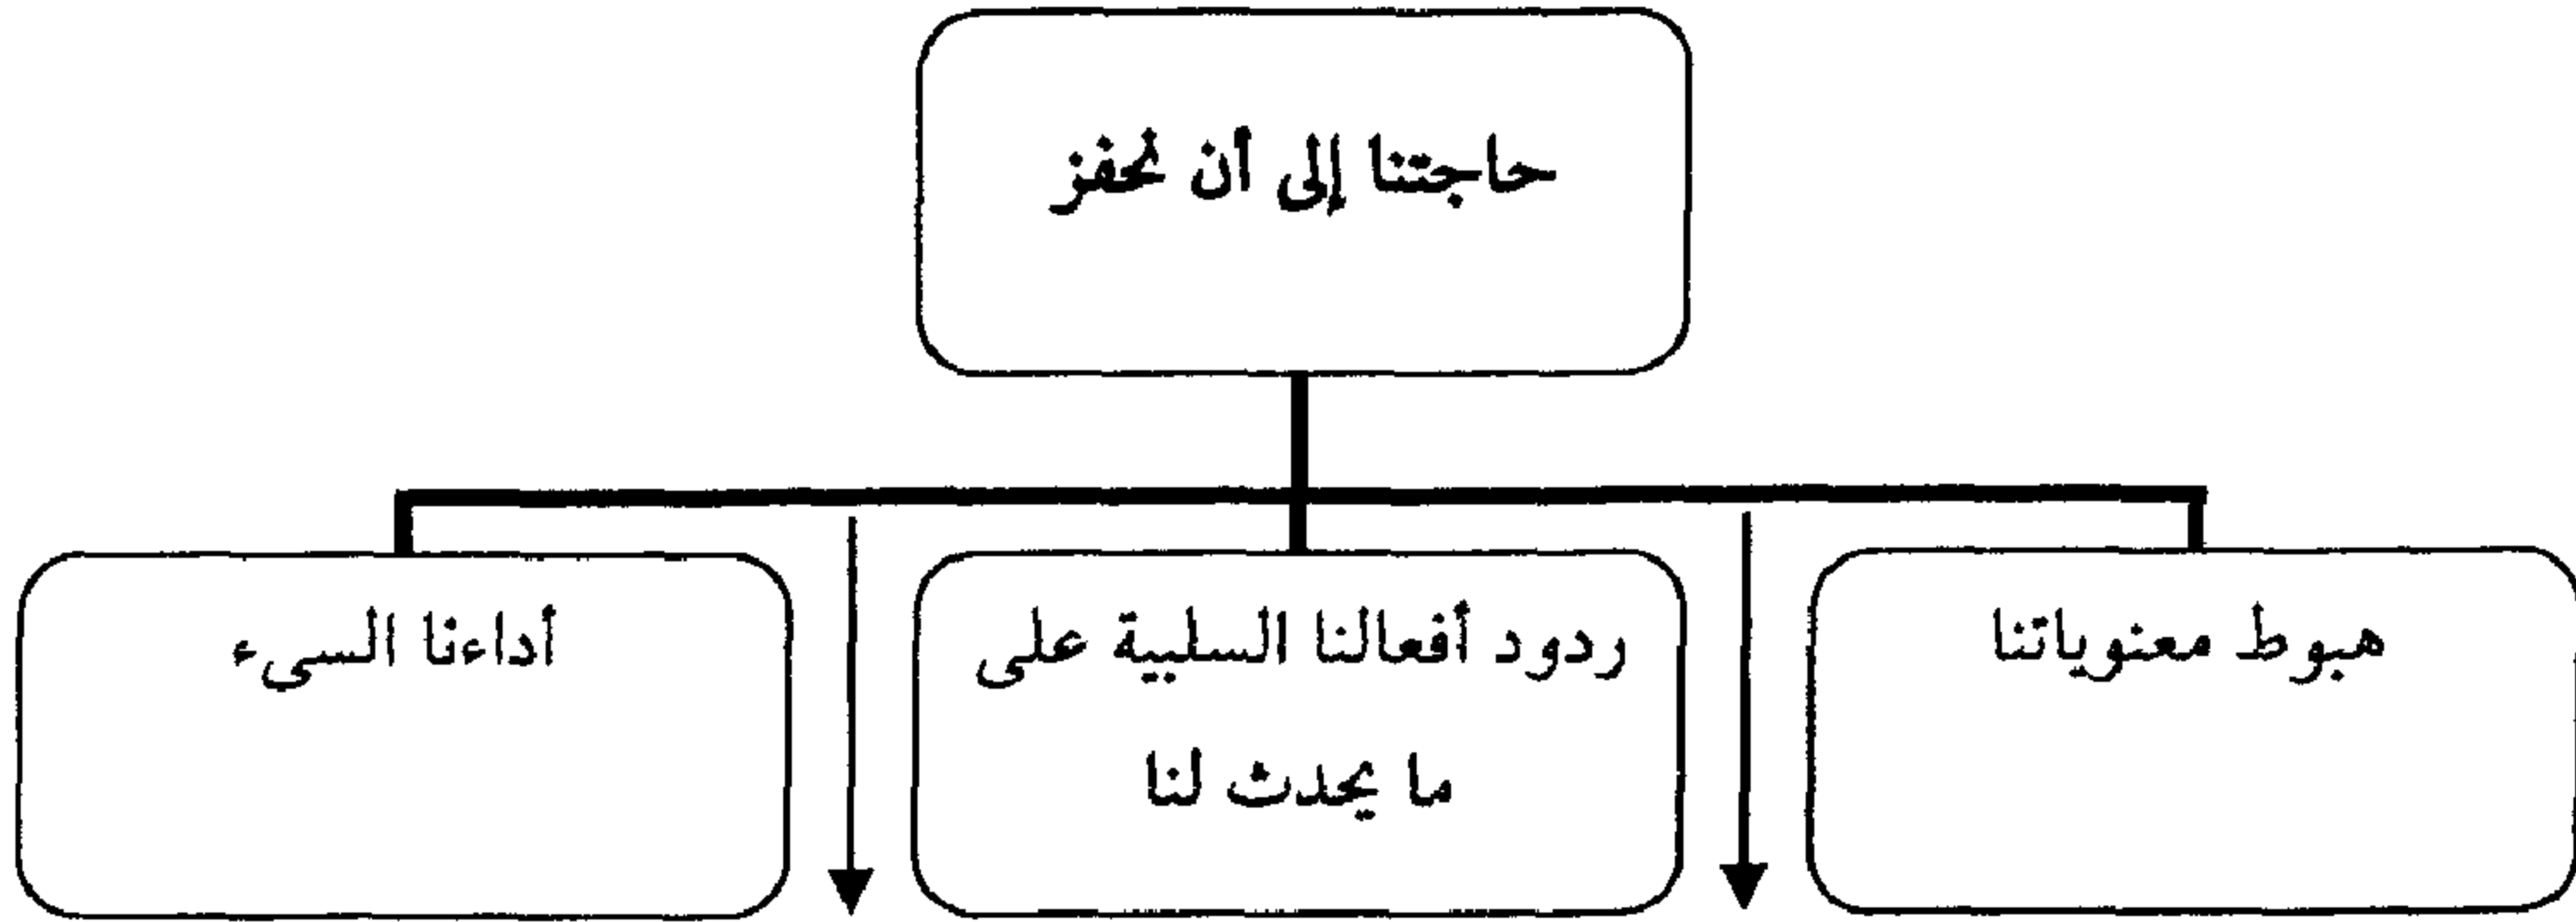 حاجتنا إلى أن نحفز
هبوط معنوياتنا
ردود أفعالنا السلبية على
ما يحدث لنا
أداءنا السيء